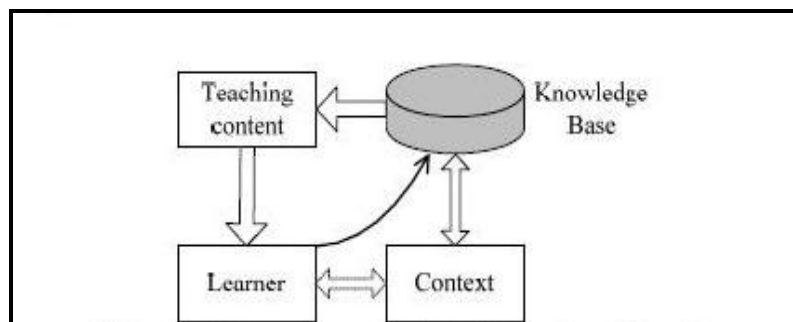 Teaching
content
Knowledge
Base
Learner
Context